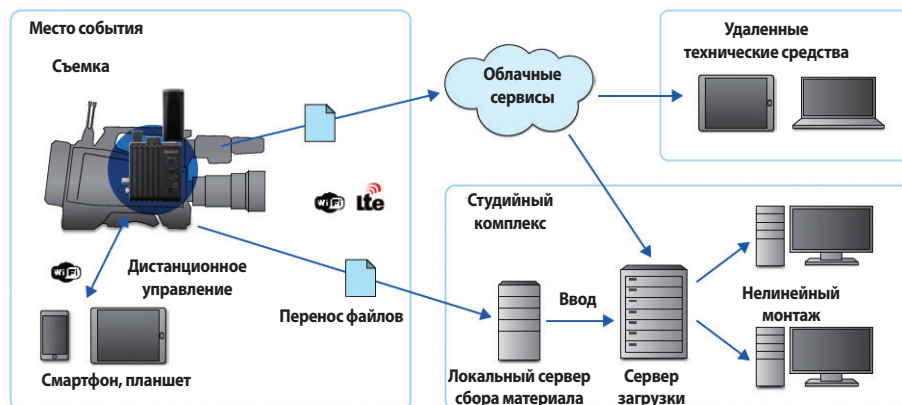 Место события
Съемка
Облачные
сервисы
Удаленные
технические средства
WiFi
Lte
Студийный
комплекс
WiFi
Дистанционное
управление
Перенос файлов
Ввод
Нелинейный
монтаж
Смартфон, планшет
Локальный сервер
сбора материала
Сервер
загрузки